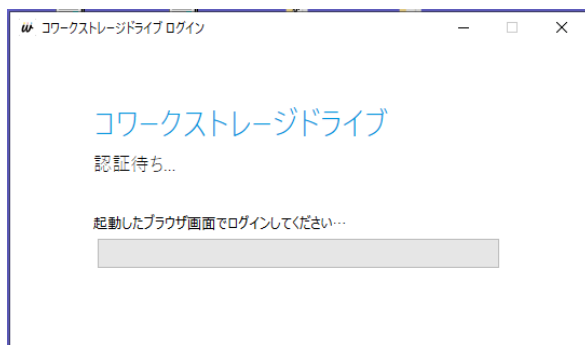 コワークストレージドライブ ログイン
コワークストレージドライブ
認証待ち...
起動したブラウザ画面でログインしてください…